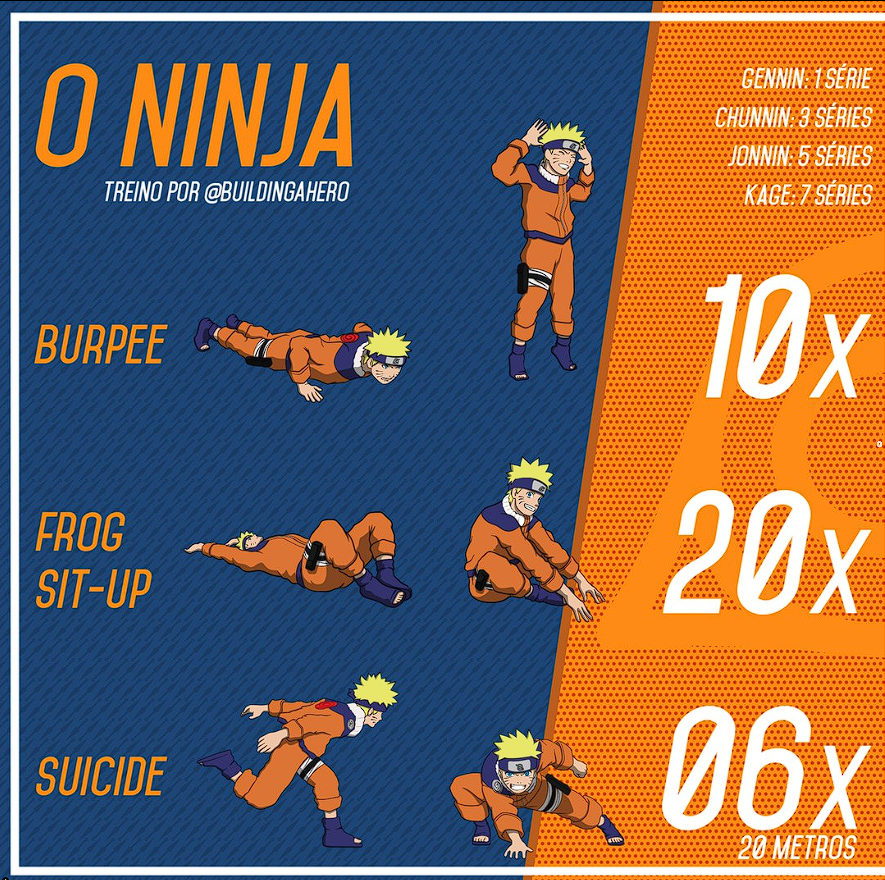 O NINJA
TREINO POR @BUILDINGAHERO
GENNIN: 1 SÉRIE
CHUNNIN: 3 SÉRIES
JONNIN: 5 SÉRIES
KAGE: 7 SÉRIES
BURPEE
10X
FROG
SIT-UP
20X
SUICIDE
06X
20 METROS